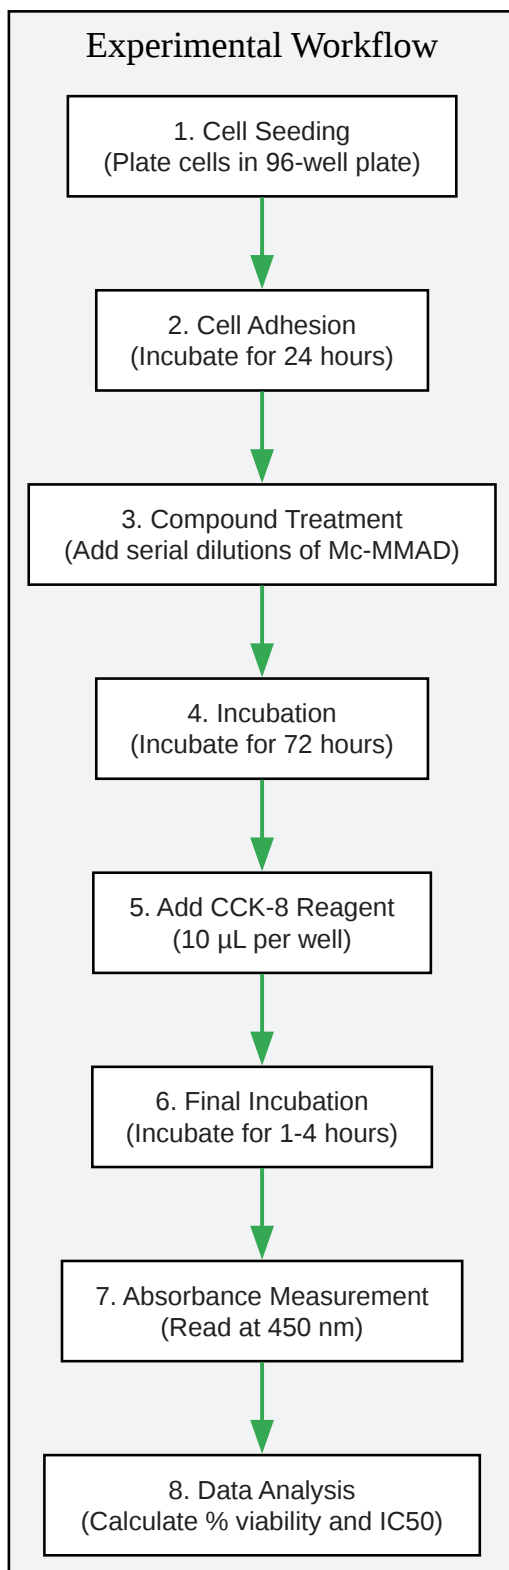 Experimental Workflow
1. Cell Seeding
(Plate cells in 96-well plate)
2. Cell Adhesion
(Incubate for 24 hours)
3. Compound Treatment
(Add serial dilutions of Mc-MMAD)
4. Incubation
(Incubate for 72 hours)
5. Add CCK-8 Reagent
(10 µL per well)
6. Final Incubation
(Incubate for 1-4 hours)
7. Absorbance Measurement
(Read at 450 nm)
8. Data Analysis
(Calculate % viability and IC50)